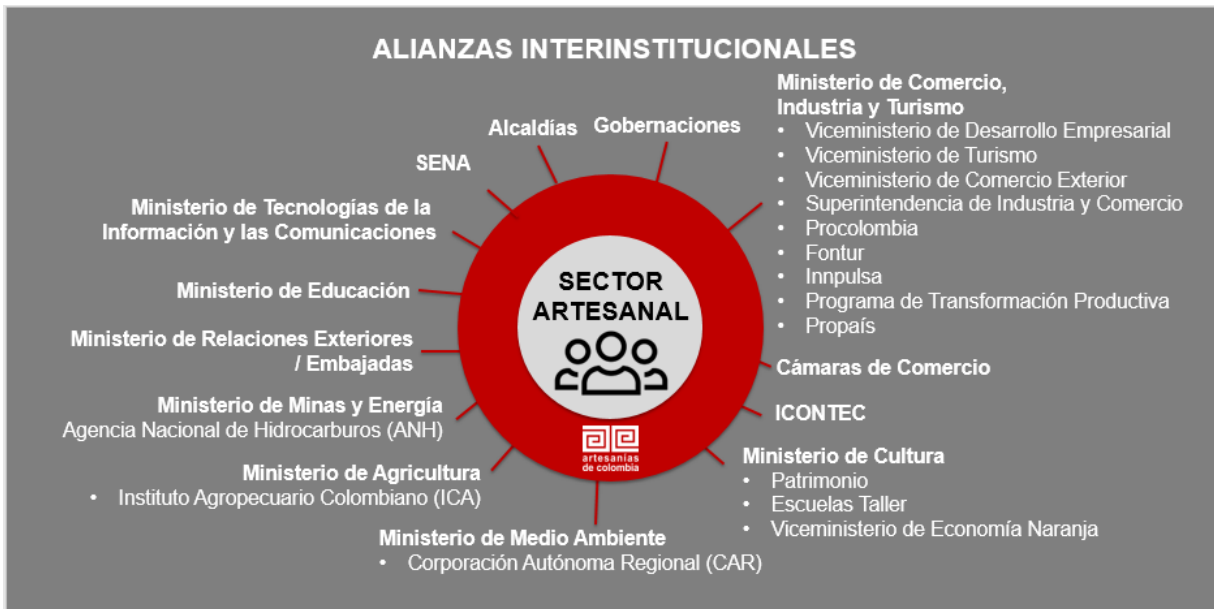 ALIANZAS INTERINSTITUCIONALES
Ministerio de Comercio,
Industria y Turismo
• Viceministerio de Desarrollo Empresarial
• Viceministerio de Turismo
• Viceministerio de Comercio Exterior
• Superintendencia de Industria y Comercio
• Procolombia
• Fontur
• Innpulsa
• Programa de Transformación Productiva
• Propaís
Cámaras de Comercio
ICONTEC
Ministerio de Cultura
• Patrimonio
• Escuelas Taller
• Viceministerio de Economía Naranja
Ministerio de Medio Ambiente
• Corporación Autónoma Regional (CAR)
Ministerio de Agricultura
• Instituto Agropecuario Colombiano (ICA)
Ministerio de Minas y Energía
Agencia Nacional de Hidrocarburos (ANH)
Ministerio de Relaciones Exteriores
/ Embajadas
Ministerio de Educación
Ministerio de Tecnologías de la
Información y las Comunicaciones
SENA
Alcaldías
Gobernaciones
SECTOR
ARTESANAL
artesanías
de colombia